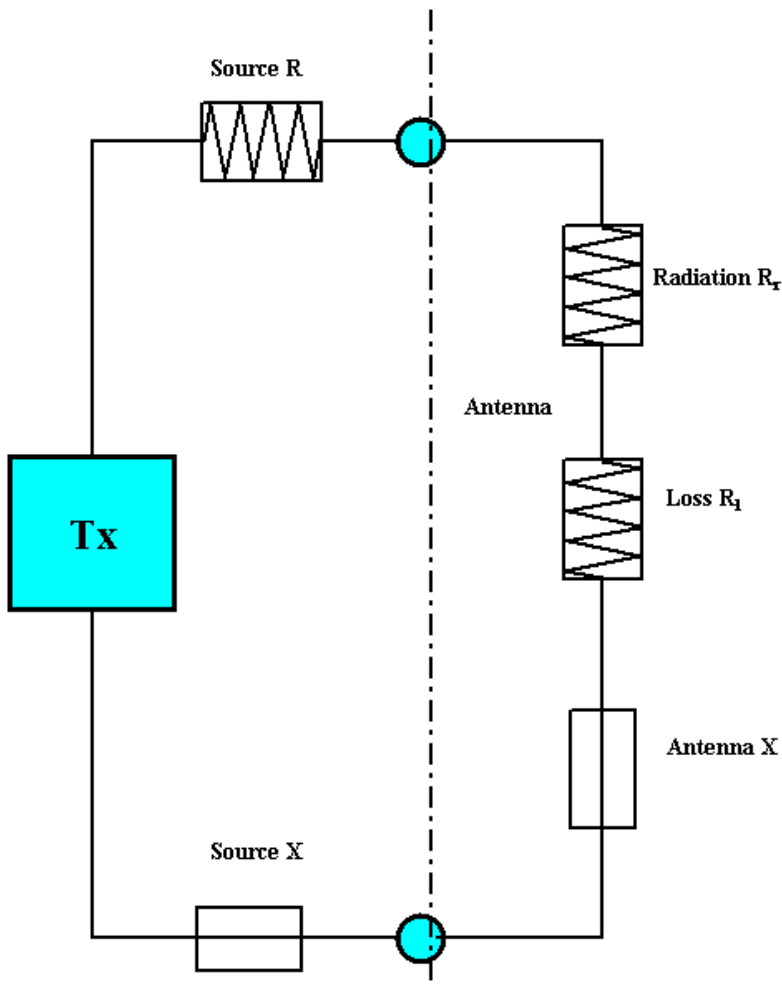 Source R
Radiation Rr
Antenna
Loss Rl
Tx
Antenna X
Source X